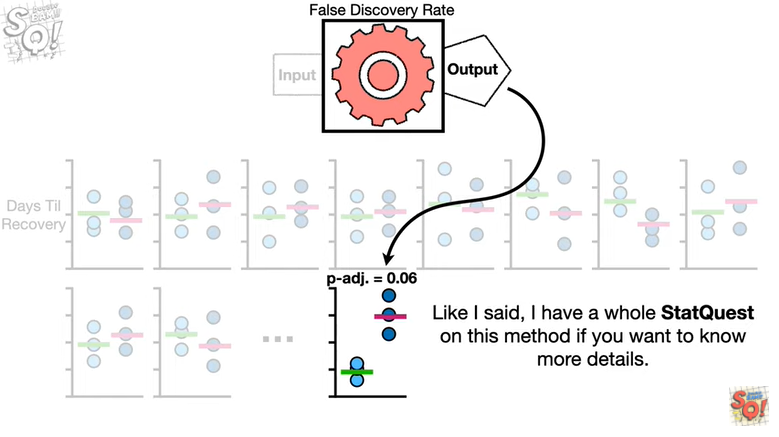 False Discovery Rate
Input
Output
Days Til
Recovery
p-adj. = 0.06
Like I said, I have a whole StatQuest
on this method if you want to know
more details.
SQ!